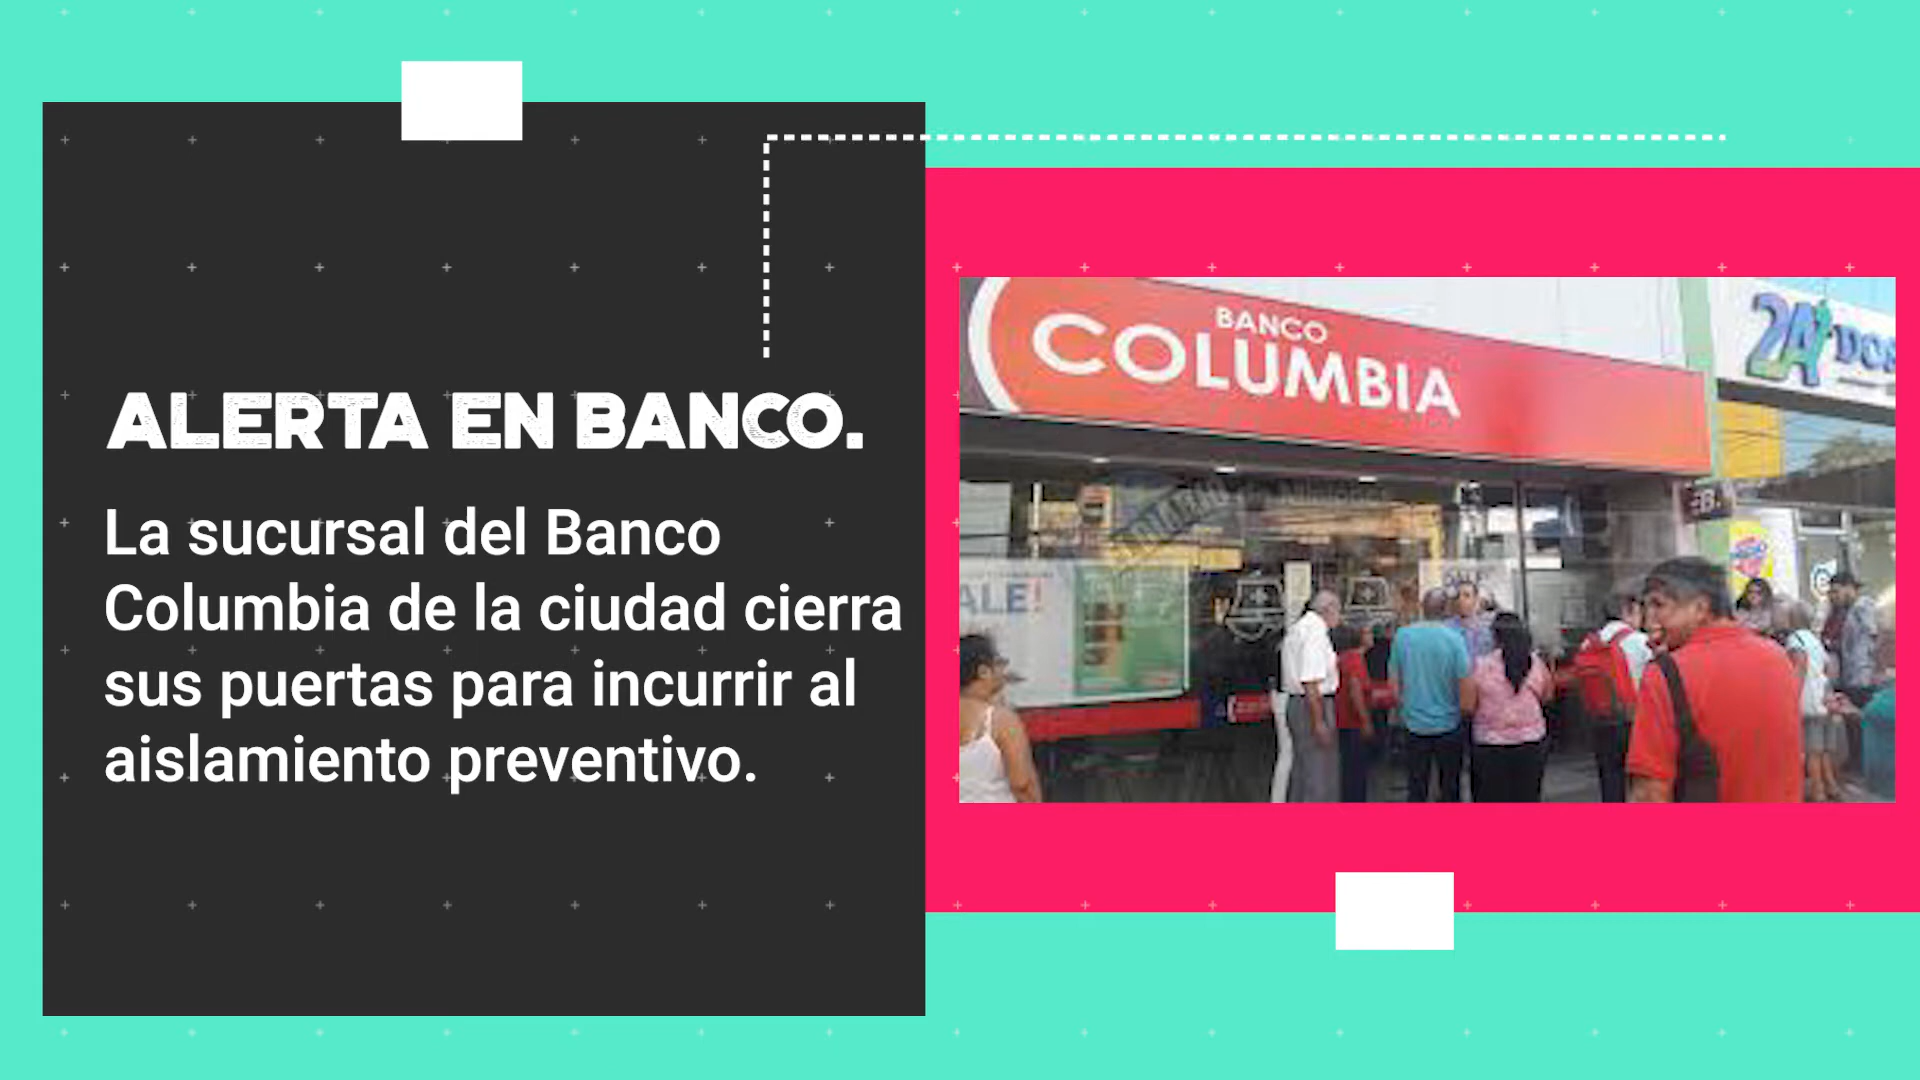 ALERTA EN BANCO.
La sucursal del Banco
Columbia de la ciudad cierra
sus puertas para incurrir al
aislamiento preventivo.
BANCO
COLUMBIA